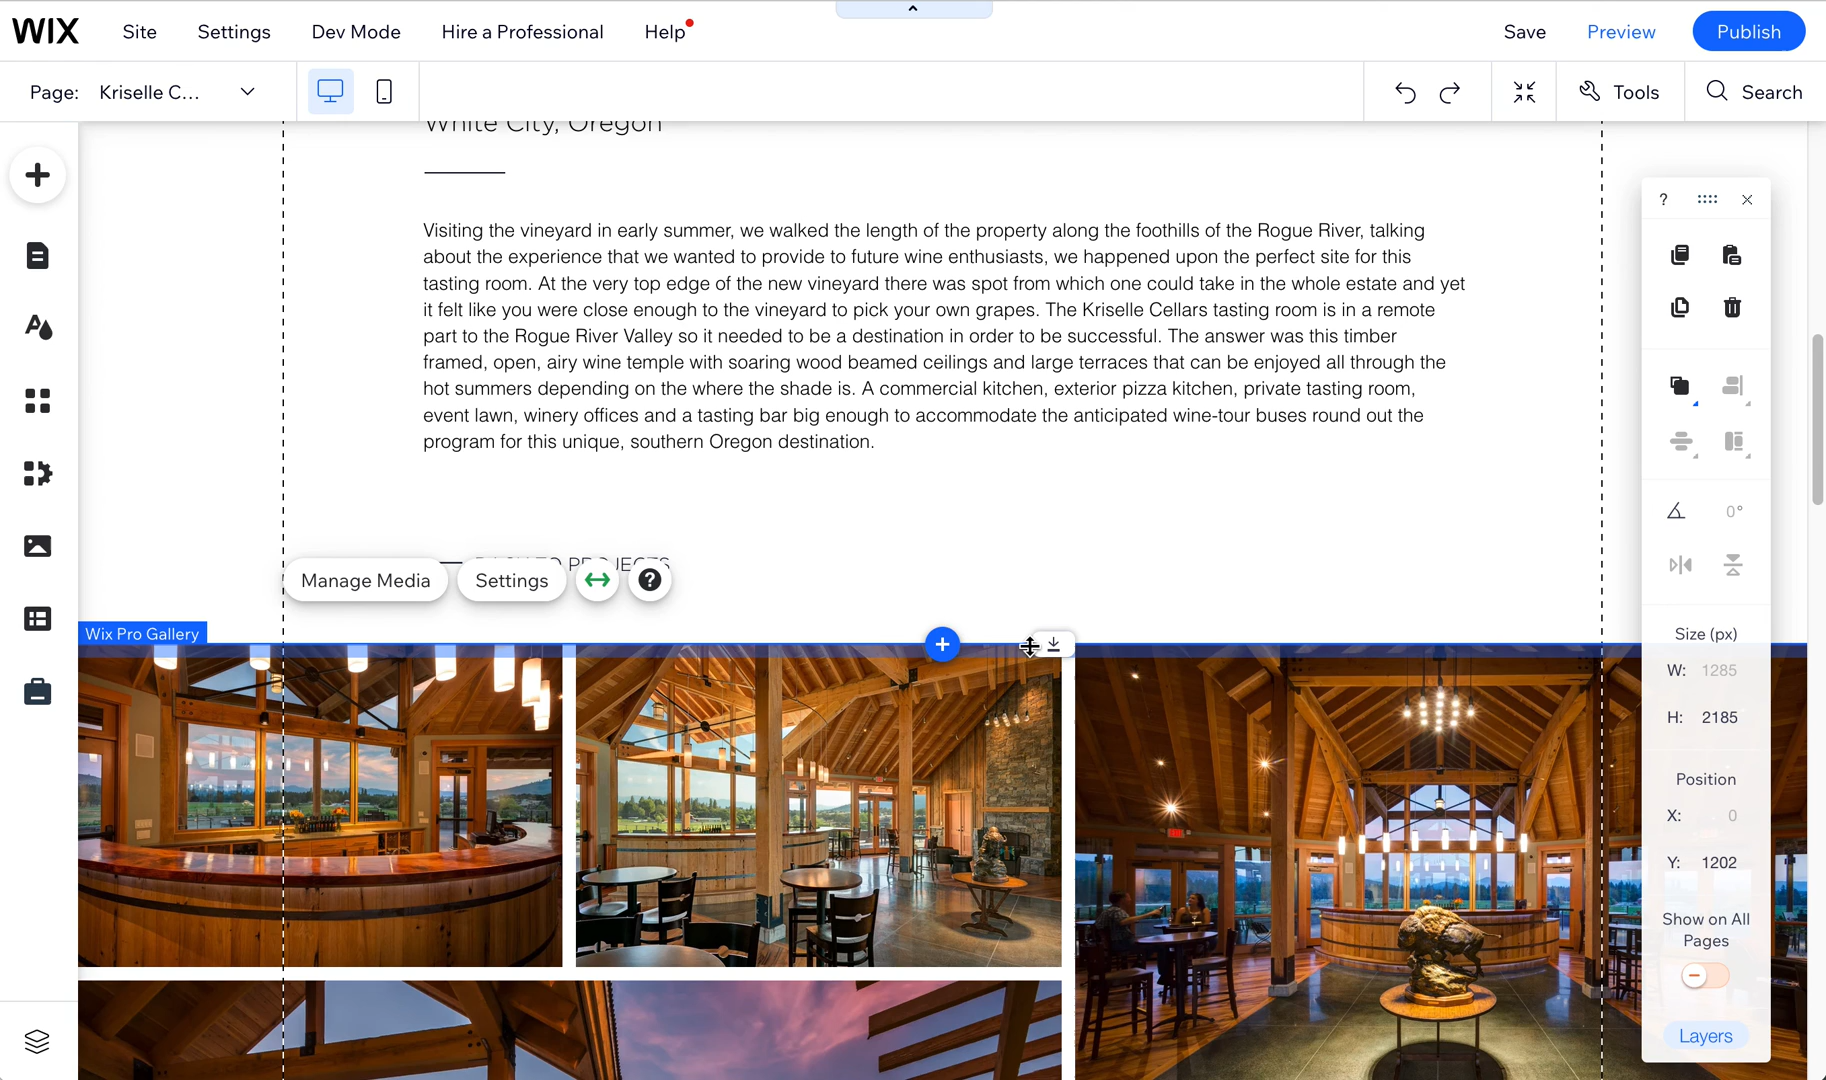 WIX Site Settings Dev Mode Hire a Professional Help Save Preview Publish
Page: Kriselle C... Tools Search
White City, Oregon
Visiting the vineyard in early summer, we walked the length of the property along the foothills of the Rogue River, talking
about the experience that we wanted to provide to future wine enthusiasts, we happened upon the perfect site for this
tasting room. At the very top edge of the new vineyard there was spot from which one could take in the whole estate and yet
it felt like you were close enough to the vineyard to pick your own grapes. The Kriselle Cellars tasting room is in a remote
part to the Rogue River Valley so it needed to be a destination in order to be successful. The answer was this timber
framed, open, airy wine temple with soaring wood beamed ceilings and large terraces that can be enjoyed all through the
hot summers depending on the where the shade is. A commercial kitchen, exterior pizza kitchen, private tasting room,
event lawn, winery offices and a tasting bar big enough to accommodate the anticipated wine-tour buses round out the
program for this unique, southern Oregon destination.
BACK TO PROJECTS
Manage Media Settings ?
Wix Pro Gallery
?
0°
Size (px)
W: 1285
H: 2185
Position
X: 0
Y: 1202
Show on All
Pages
Layers